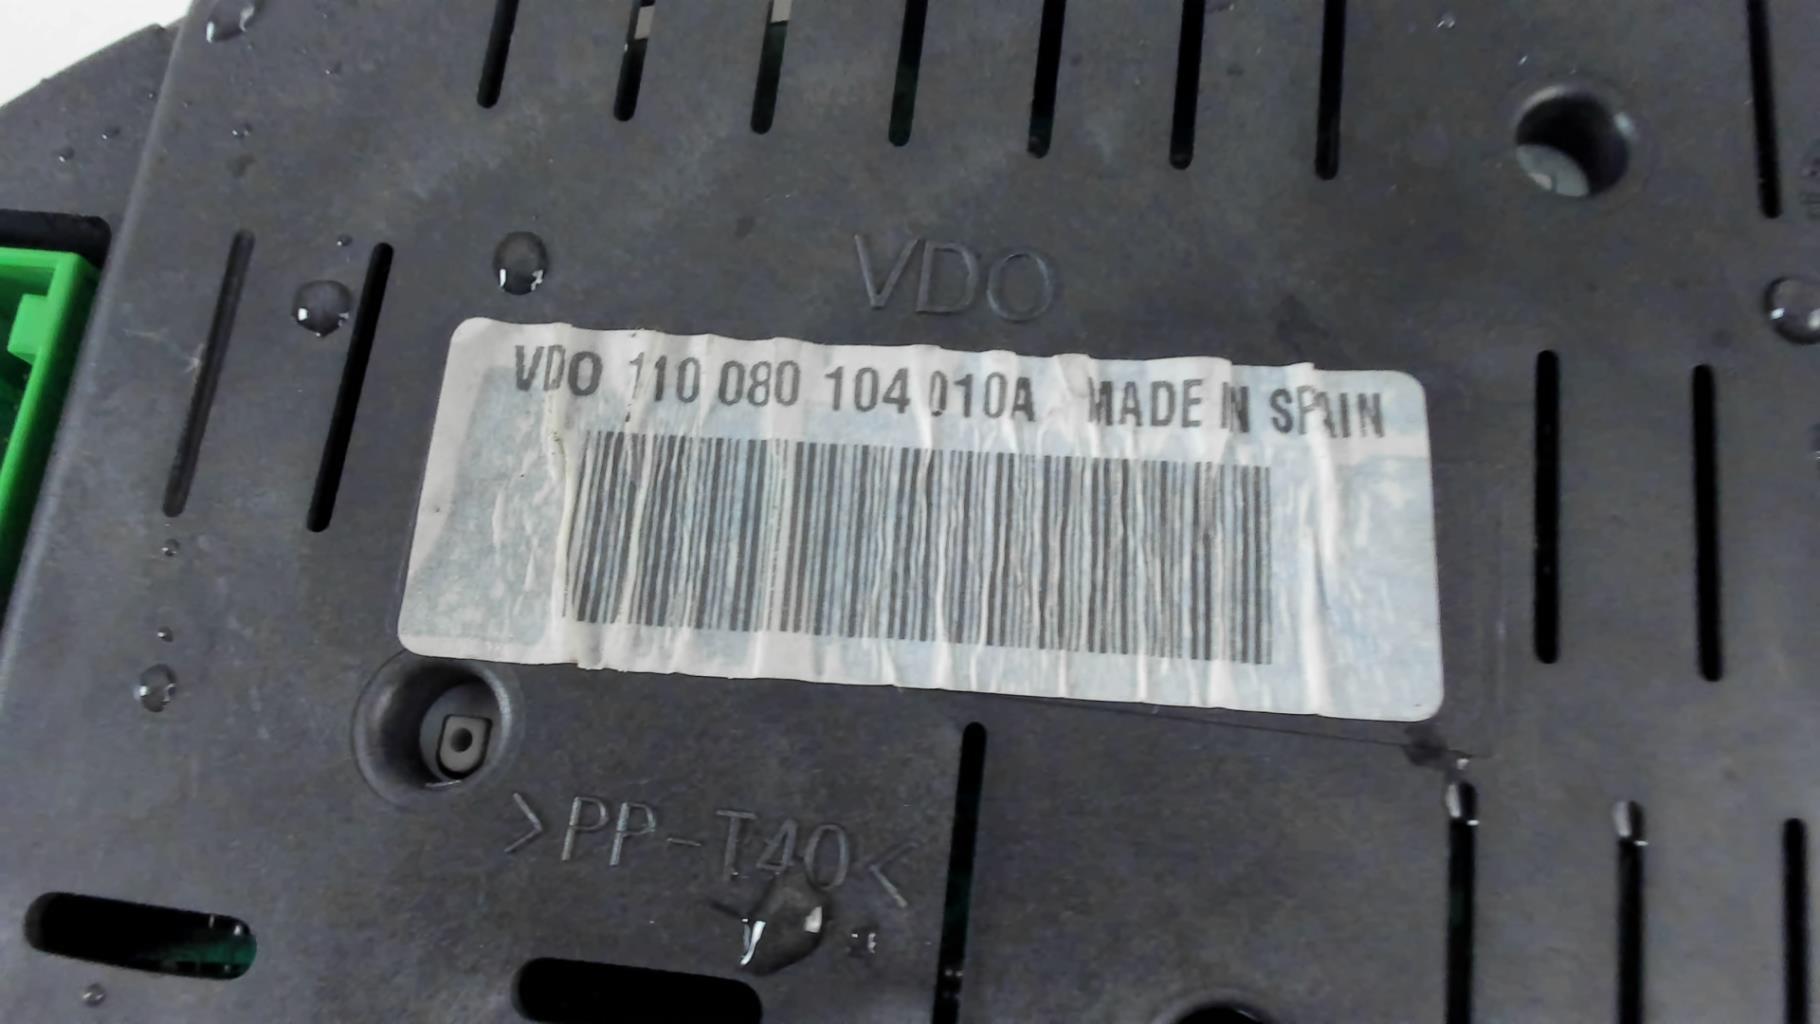 VDO
VDO 110 080 104 010A MADE IN SPAIN
>PP-T40<